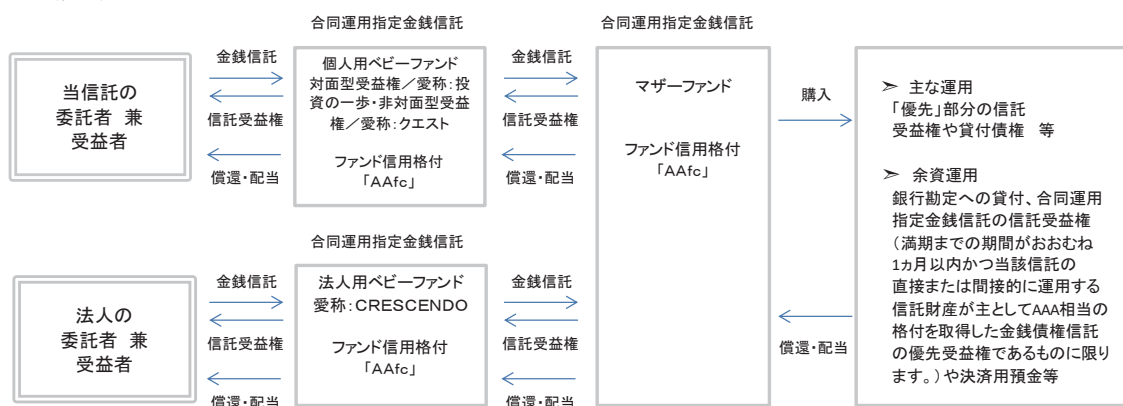 合同運用指定金銭信託
合同運用指定金銭信託
当信託の
委託者 兼
受益者
金銭信託
信託受益権
償還・配当
個人用ベビーファンド
対面型受益権／愛称：投
資の一歩・非対面型受益
権／愛称：クエスト
ファンド信用格付
「AAfc」
金銭信託
信託受益権
償還・配当
マザーファンド
ファンド信用格付
「AAfc」
購入
償還・配当
➢ 主な運用
「優先」部分の信託
受益権や貸付債権 等
➢ 余資運用
銀行勘定への貸付、合同運用
指定金銭信託の信託受益権
（満期までの期間がおおむね
1ヵ月以内かつ当該信託の
直接または間接的に運用する
信託財産が主としてAAA相当の
格付を取得した金銭債権信託
の優先受益権であるものに限り
ます。）や決済用預金等
合同運用指定金銭信託
法人の
委託者 兼
受益者
金銭信託
信託受益権
償還・配当
法人用ベビーファンド
愛称：CRESCENDO
ファンド信用格付
「AAfc」
金銭信託
信託受益権
償還・配当